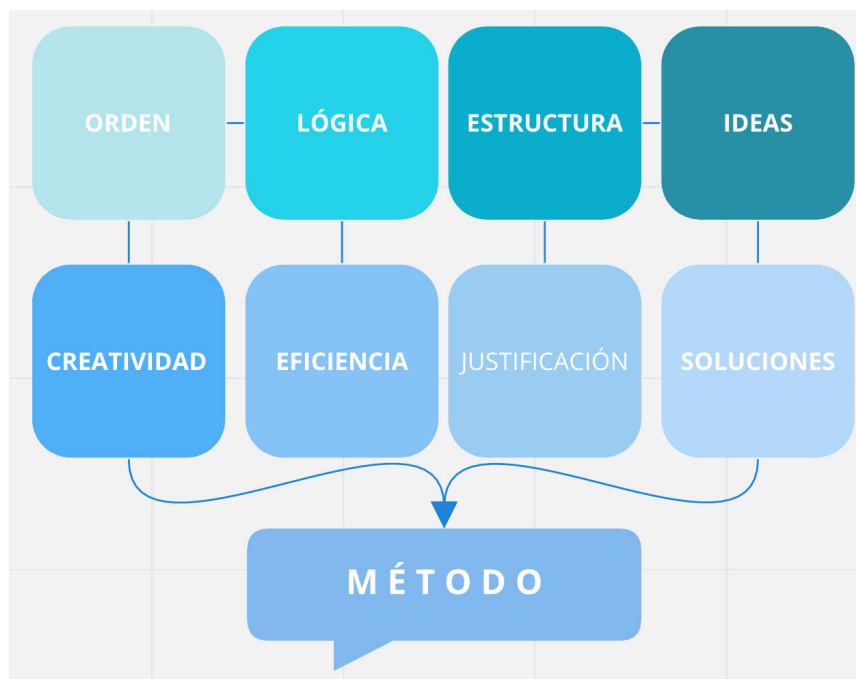 ORDEN
LÓGICA
ESTRUCTURA
IDEAS
CREATIVIDAD
EFICIENCIA
JUSTIFICACIÓN
SOLUCIONES
MÉTODO